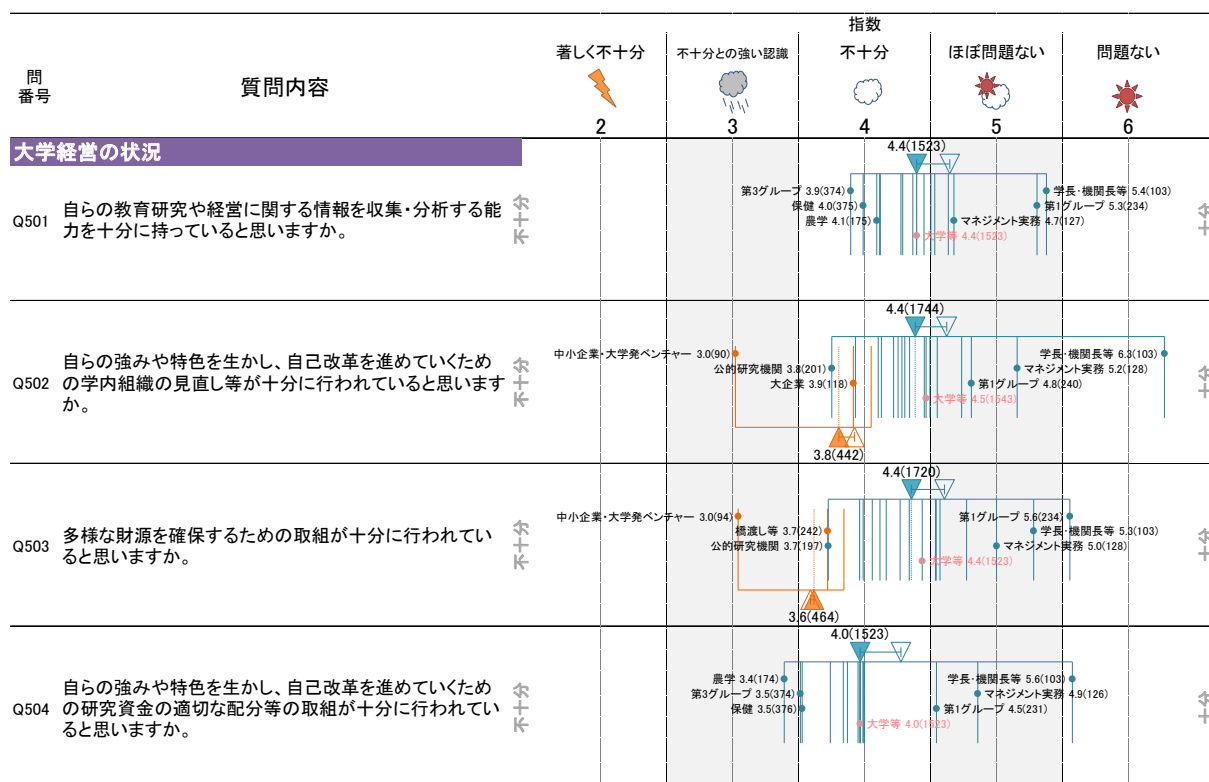 指数
著しく不十分 不十分との強い認識 不十分 ほぼ問題ない 問題ない
問番号 質問内容
2 3 4 5 6
大学経営の状況
4.4(1523)
Q501 自らの教育研究や経営に関する情報を収集・分析する能
力を十分に持っていると思いますか。
不十分
十分
第3グループ 3.9(374)
保健 4.0(375)
農学 4.1(175)
学長・機関長等 5.4(103)
第1グループ 5.3(234)
マネジメント実務 4.7(127)
大学等 4.4(1523)
4.4(1744)
Q502 自らの強みや特色を生かし、自己改革を進めていくため
の学内組織の見直し等が十分に行われていると思います
か。
不十分
十分
中小企業・大学発ベンチャー 3.0(90)
公的研究機関 3.8(201)
大企業 3.9(118)
学長・機関長等 6.3(103)
マネジメント実務 5.2(128)
第1グループ 4.8(240)
大学等 4.5(1543)
3.8(442)
4.4(1720)
Q503 多様な財源を確保するための取組が十分に行われてい
ると思いますか。
不十分
十分
中小企業・大学発ベンチャー 3.0(94)
橋渡し等 3.7(242)
公的研究機関 3.7(197)
第1グループ 5.6(234)
学長・機関長等 5.3(103)
マネジメント実務 5.0(128)
大学等 4.4(1523)
3.6(464)
4.0(1523)
Q504 自らの強みや特色を生かし、自己改革を進めていくため
の研究資金の適切な配分等の取組が十分に行われてい
ると思いますか。
不十分
十分
農学 3.4(174)
第3グループ 3.5(374)
保健 3.5(376)
学長・機関長等 5.6(103)
マネジメント実務 4.9(126)
第1グループ 4.5(231)
大学等 4.0(1523)